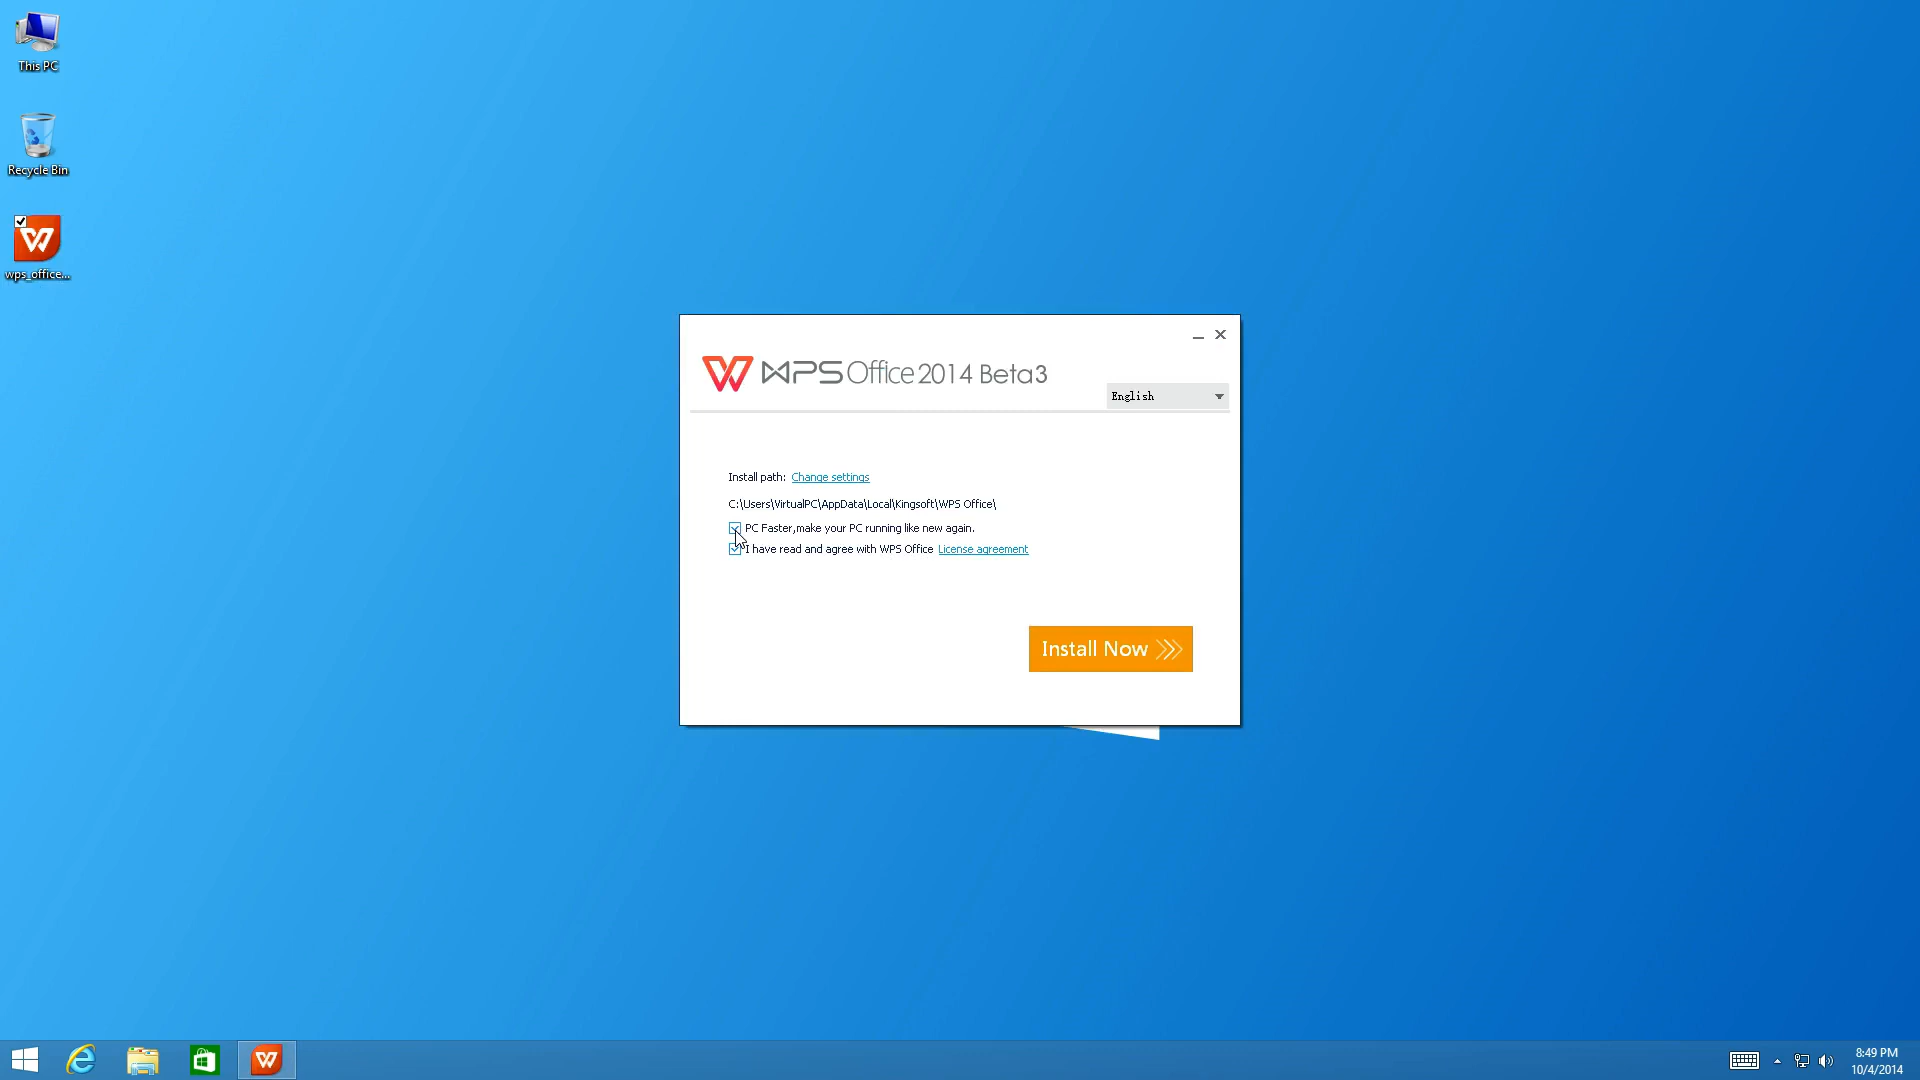 This PC
Recycle Bin
wps_office...
WPS Office 2014 Beta3
English
Install path: Change settings
C:\Users\VirtualPC\AppData\Local\Kingsoft\WPS Office\
PC Faster,make your PC running like new again.
I have read and agree with WPS Office License agreement
Install Now
8:49 PM
10/4/2014